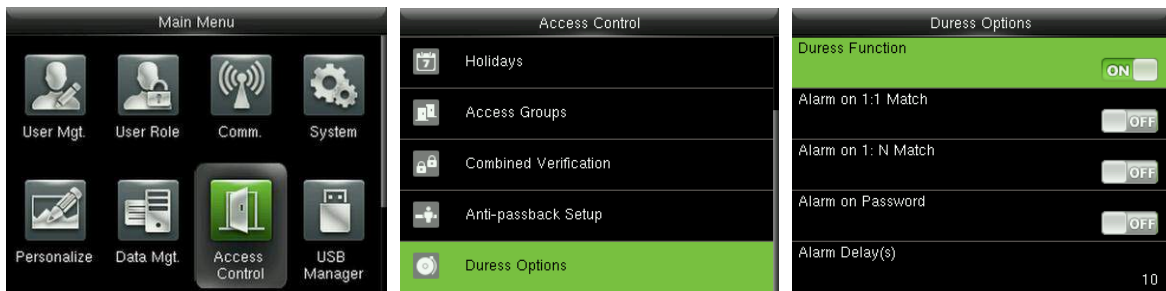 Main Menu
User Mgt.
User Role
Comm.
System
Personalize
Data Mgt.
Access
Control
USB
Manager
Access Control
7
Holidays
Access Groups
Combined Verification
Anti-passback Setup
Duress Options
Duress Options
Duress Function
ON
Alarm on 1:1 Match
OFF
Alarm on 1: N Match
OFF
Alarm on Password
OFF
Alarm Delay(s)
10